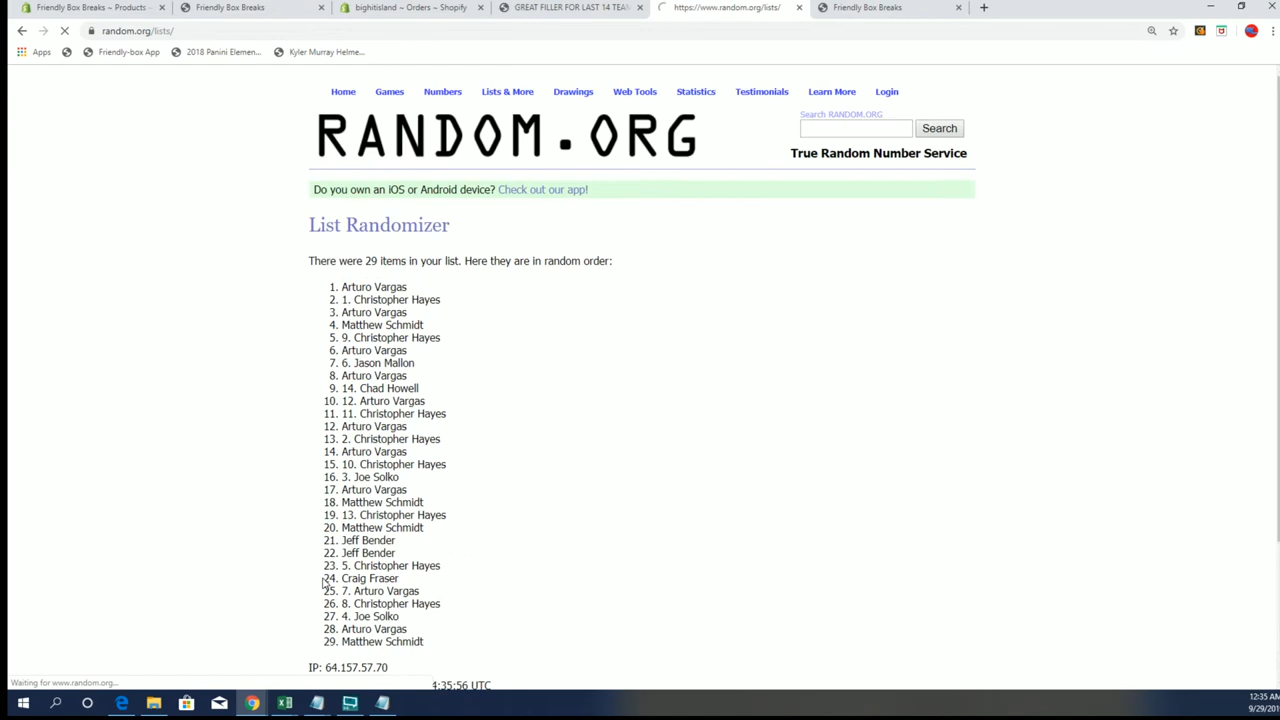 Friendly Box Breaks ~ Products
Friendly Box Breaks
bighitisland ~ Orders ~ Shopify
GREAT FILLER FOR LAST 14 TEAM
https://www.random.org/lists/
Friendly Box Breaks
random.org/lists/
Apps
Friendly-box App
2018 Panini Elemen...
Kyler Murray Helme...
Home
Games
Numbers
Lists & More
Drawings
Web Tools
Statistics
Testimonials
Learn More
Login
RANDOM.ORG
Search RANDOM.ORG
Search
True Random Number Service
Do you own an iOS or Android device? Check out our app!
List Randomizer
There were 29 items in your list. Here they are in random order:
1. Arturo Vargas
2. 1. Christopher Hayes
3. Arturo Vargas
4. Matthew Schmidt
5. 9. Christopher Hayes
6. Arturo Vargas
7. 6. Jason Mallon
8. Arturo Vargas
9. 14. Chad Howell
10. 12. Arturo Vargas
11. 11. Christopher Hayes
12. Arturo Vargas
13. 2. Christopher Hayes
14. Arturo Vargas
15. 10. Christopher Hayes
16. 3. Joe Solko
17. Arturo Vargas
18. Matthew Schmidt
19. 13. Christopher Hayes
20. Matthew Schmidt
21. Jeff Bender
22. Jeff Bender
23. 5. Christopher Hayes
24. Craig Fraser
25. 7. Arturo Vargas
26. 8. Christopher Hayes
27. 4. Joe Solko
28. Arturo Vargas
29. Matthew Schmidt
IP: 64.157.57.70
4:35:56 UTC
Waiting for www.random.org...
12:35 AM
9/29/201